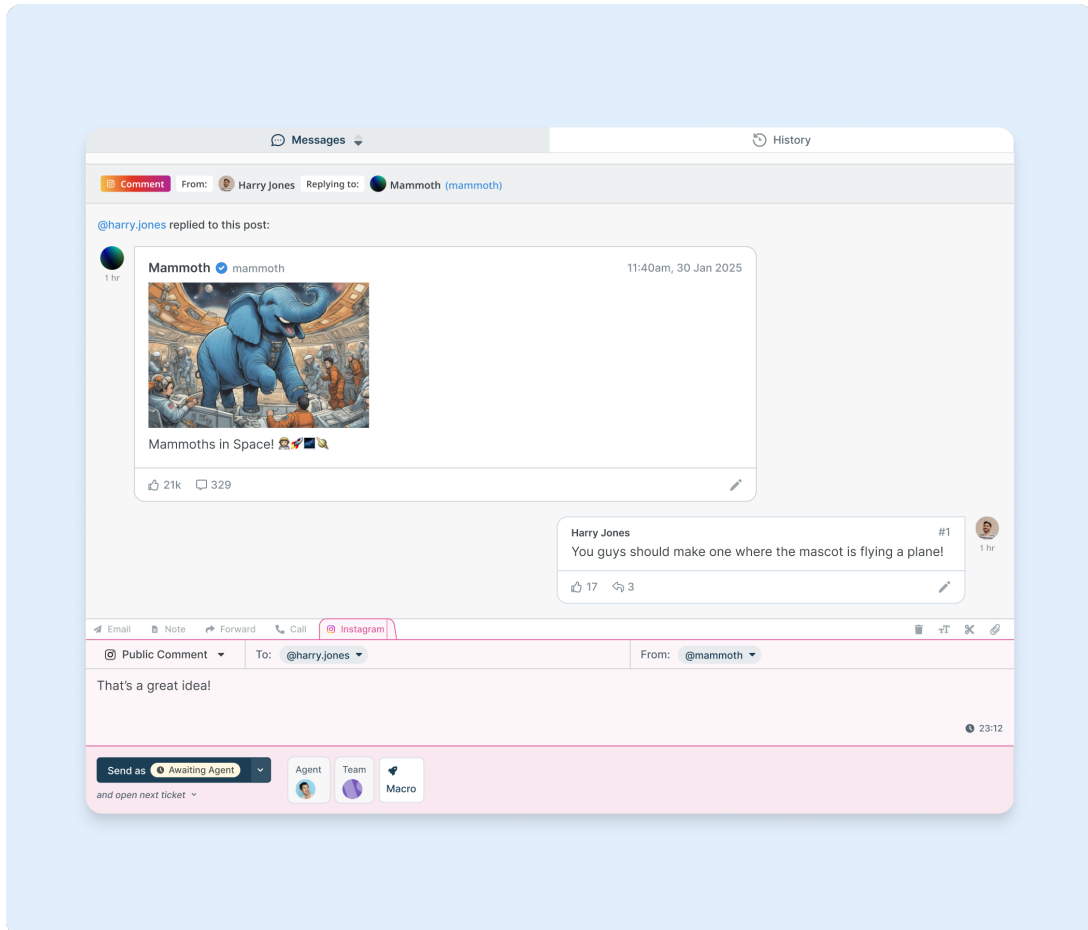 Messages
History
Comment From: Harry Jones Replying to: Mammoth (mammoth)
@harry.jones replied to this post:
1 hr
Mammoth mammoth 11:40am, 30 Jan 2025
Mammoths in Space! 👩🏽‍🚀🚀🌌🪐
21k 329
Harry Jones #1
You guys should make one where the mascot is flying a plane!
1 hr
17 3
Email Note Forward Call Instagram
Public Comment To: @harry.jones From: @mammoth
That's a great idea!
23:12
Send as Awaiting Agent
and open next ticket
Agent
Team
Macro